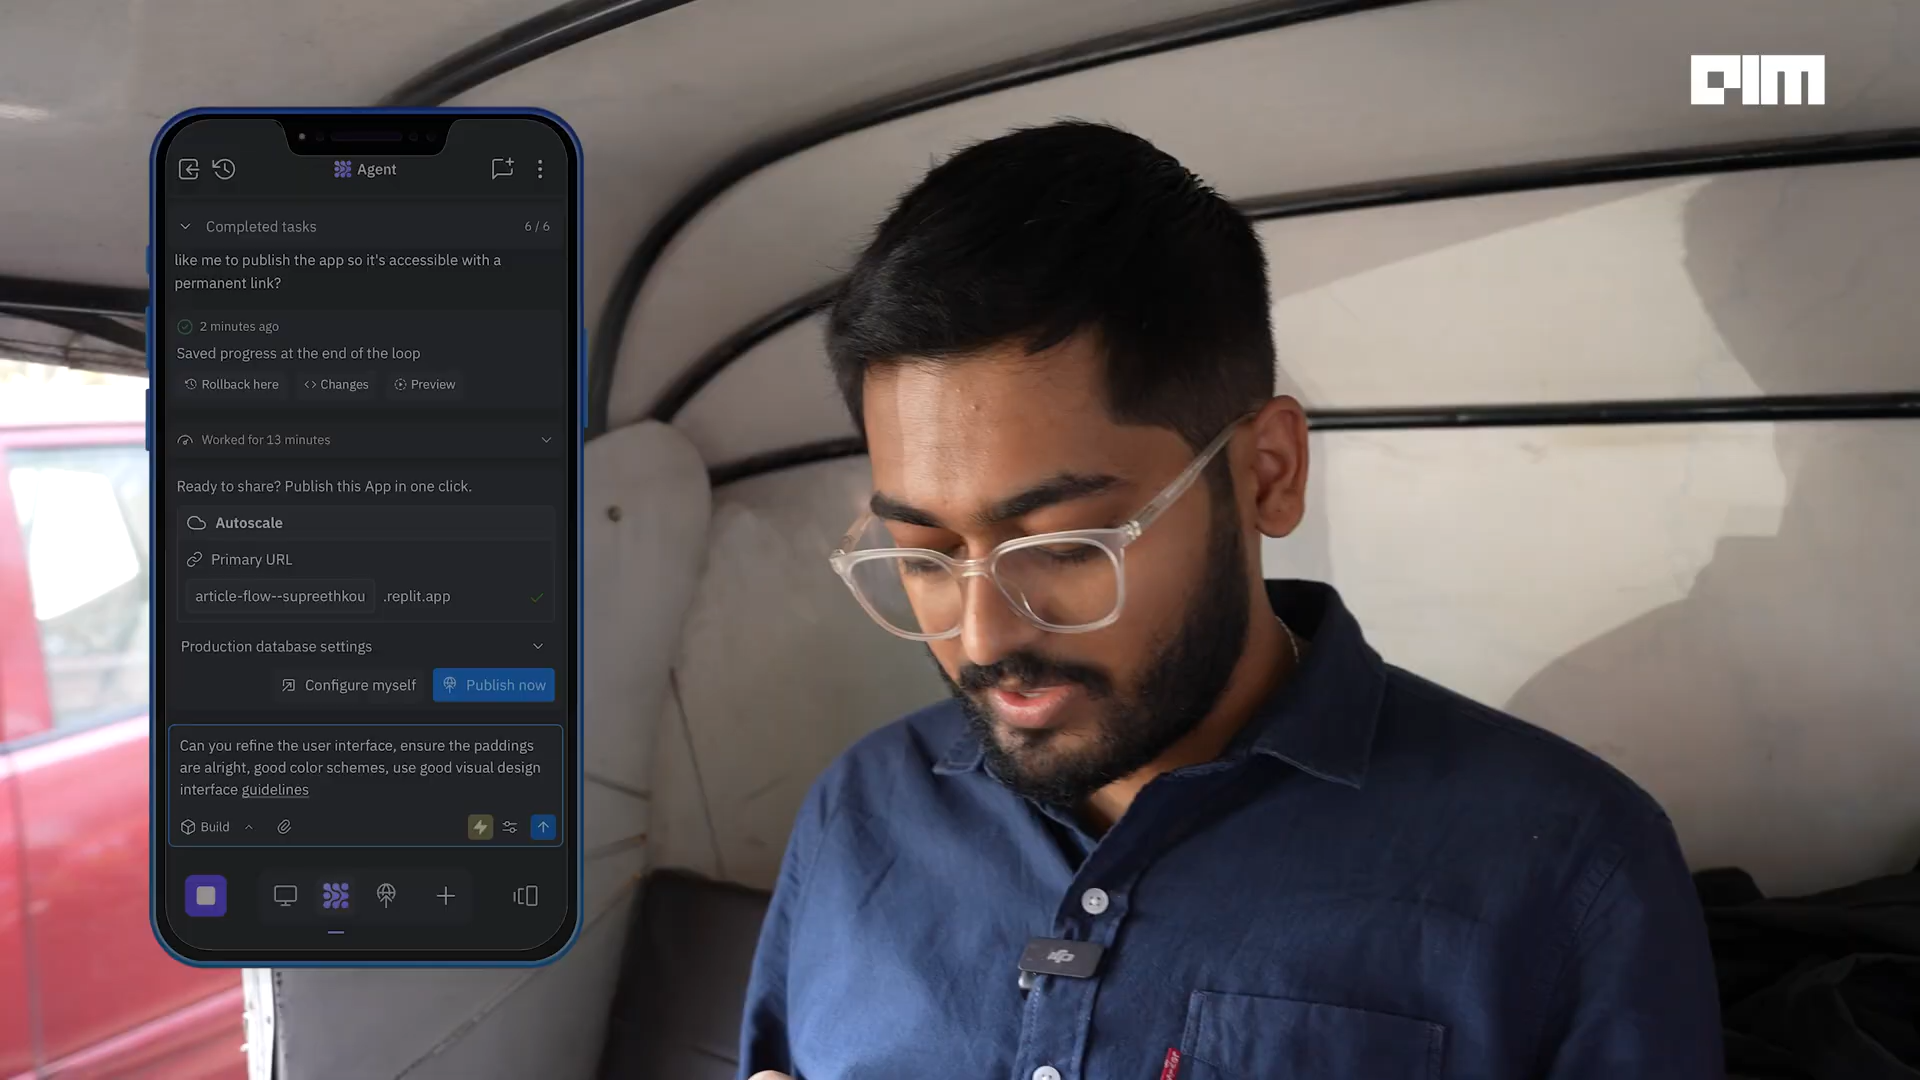 AIM
Agent
Completed tasks 6 / 6
like me to publish the app so it's accessible with a
permanent link?
2 minutes ago
Saved progress at the end of the loop
Rollback here <> Changes Preview
Worked for 13 minutes
Ready to share? Publish this App in one click.
Autoscale
Primary URL
article-flow--supreethkou .replit.app
Production database settings
Configure myself Publish now
Can you refine the user interface, ensure the paddings
are alright, good color schemes, use good visual design
interface guidelines
Build